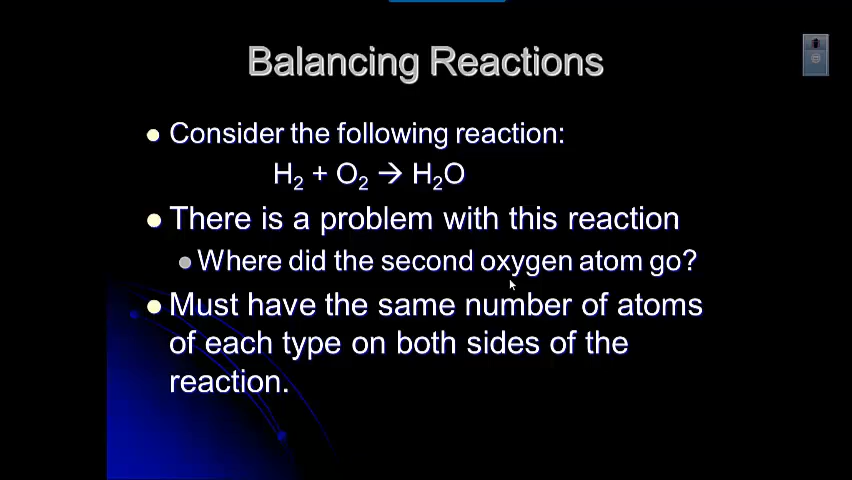 Balancing Reactions
● Consider the following reaction:
H₂ + O₂ → H₂O
● There is a problem with this reaction
● Where did the second oxygen atom go?
● Must have the same number of atoms
of each type on both sides of the
reaction.